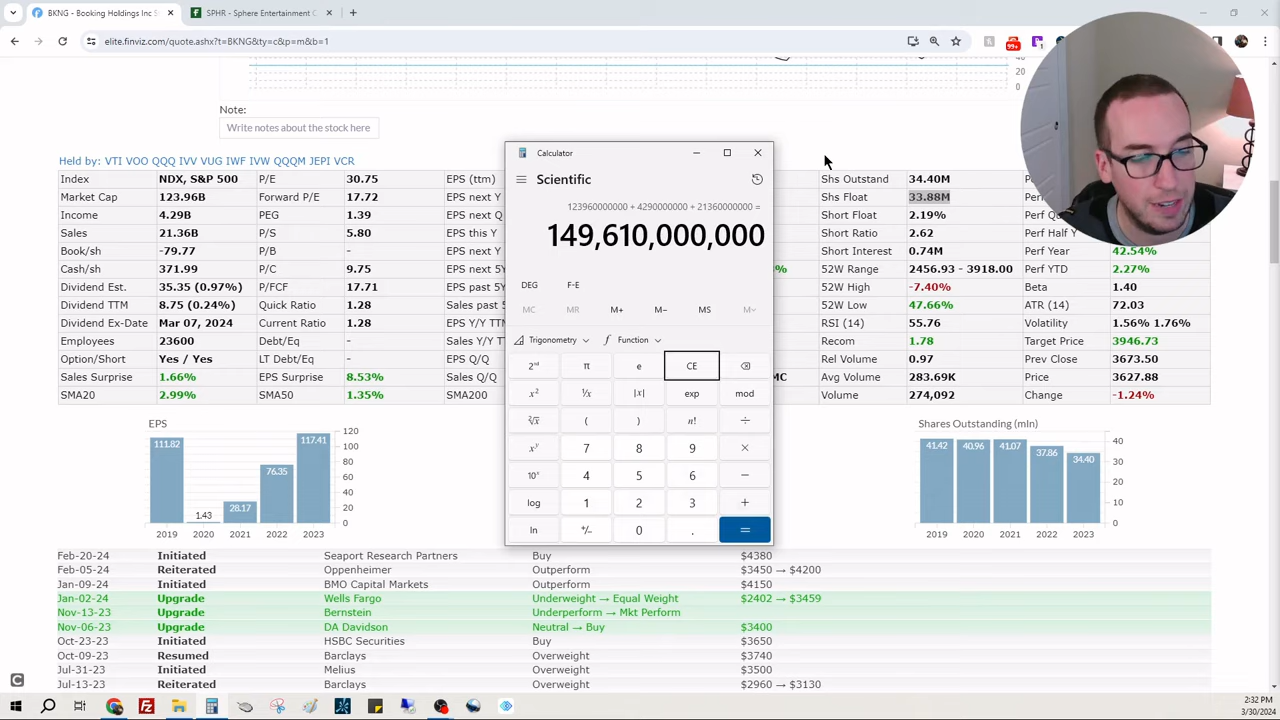 BKNG - Booking Holdings Inc S
SPHR - Sphere Entertainment C
elite.finviz.com/quote.ashx?t=BKNG&ty=c&p=m&b=1
99+
40
20
0
Note:
Write notes about the stock here
Held by: VTI VOO QQQ IVV VUG IWF IVW QQQM JEPI VCR
Index NDX, S&P 500 P/E 30.75 EPS (ttm) Shs Outstand 34.40M
Market Cap 123.96B Forward P/E 17.72 EPS next Y Shs Float 33.88M
Income 4.29B PEG 1.39 EPS next Q Short Float 2.19%
Sales 21.36B P/S 5.80 EPS this Y Short Ratio 2.62 Perf Half Y
Book/sh -79.77 P/B - EPS next Y Short Interest 0.74M Perf Year 42.54%
Cash/sh 371.99 P/C 9.75 EPS next 5Y 52W Range 2456.93 - 3918.00 Perf YTD 2.27%
Dividend Est. 35.35 (0.97%) P/FCF 17.71 EPS past 5Y 52W High -7.40% Beta 1.40
Dividend TTM 8.75 (0.24%) Quick Ratio 1.28 Sales past 52W Low 47.66% ATR (14) 72.03
Dividend Ex-Date Mar 07, 2024 Current Ratio 1.28 EPS Y/Y TTM RSI (14) 55.76 Volatility 1.56% 1.76%
Employees 23600 Debt/Eq - Sales Y/Y Recom 1.78 Target Price 3946.73
Option/Short Yes / Yes LT Debt/Eq - EPS Q/Q Rel Volume 0.97 Prev Close 3673.50
Sales Surprise 1.66% EPS Surprise 8.53% Sales Q/Q MC Avg Volume 283.69K Price 3627.88
SMA20 2.99% SMA50 1.35% SMA200 Volume 274,092 Change -1.24%
Calculator
Scientific
123960000000 + 4290000000 + 21360000000 =
149,610,000,000
DEG F-E
MC MR M+ M− MS M˅
Trigonometry Function
2ⁿᵈ π e CE
x² ¹/x |x| exp mod
²√x ( ) n! ÷
xʸ 7 8 9 ×
10ˣ 4 5 6 −
log 1 2 3 +
ln +/− 0 . =
EPS
120
100
80
60
40
20
0
111.82 1.43 28.17 76.35 117.41
2019 2020 2021 2022 2023
Shares Outstanding (mln)
41.42 40.96 41.07 37.86 34.40
40
30
20
10
0
2019 2020 2021 2022 2023
Feb-20-24 Initiated Seaport Research Partners Buy $4380
Feb-05-24 Reiterated Oppenheimer Outperform $3450 → $4200
Jan-09-24 Initiated BMO Capital Markets Outperform $4150
Jan-02-24 Upgrade Wells Fargo Underweight → Equal Weight $2402 → $3459
Nov-13-23 Upgrade Bernstein Underperform → Mkt Perform
Nov-06-23 Upgrade DA Davidson Neutral → Buy $3400
Oct-23-23 Initiated HSBC Securities Buy $3650
Oct-09-23 Resumed Barclays Overweight $3740
Jul-31-23 Initiated Melius Overweight $3500
Jul-13-23 Reiterated Barclays Overweight $2960 → $3130
2:32 PM
3/30/2024